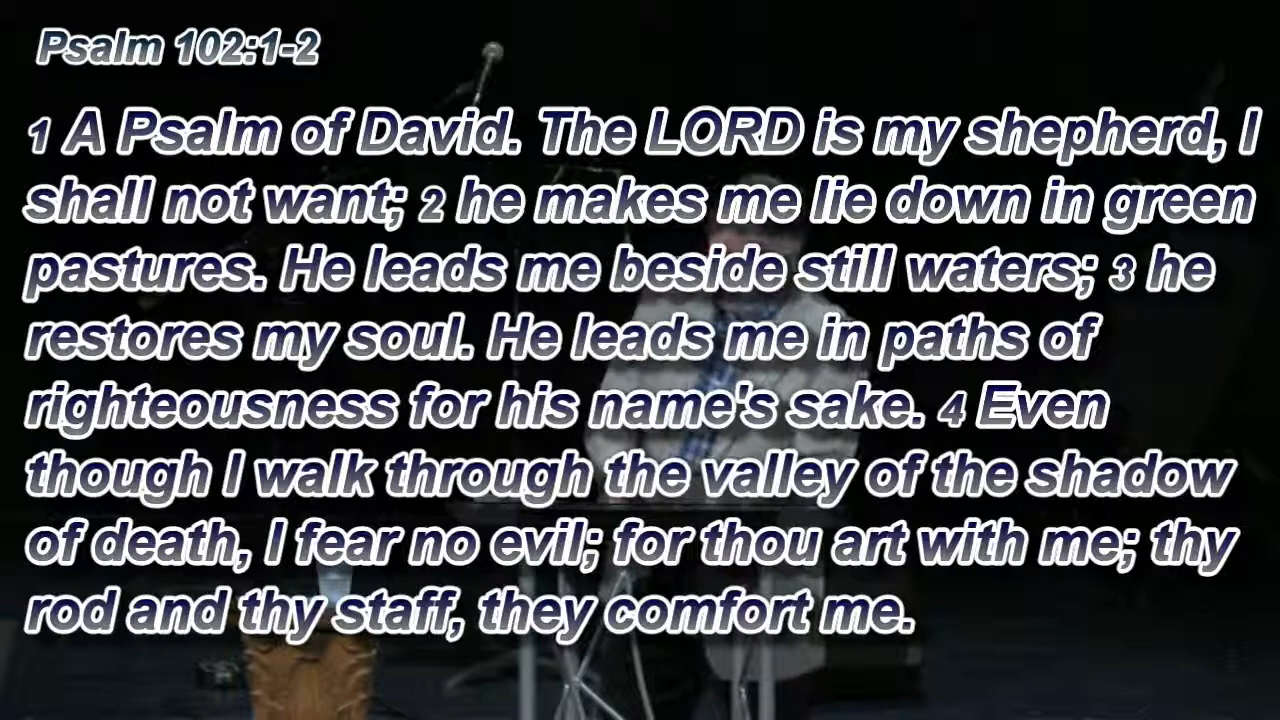 Psalm 102:1-2
1 A Psalm of David. The LORD is my shepherd, I
shall not want; 2 he makes me lie down in green
pastures. He leads me beside still waters; 3 he
restores my soul. He leads me in paths of
righteousness for his name's sake. 4 Even
though I walk through the valley of the shadow
of death, I fear no evil; for thou art with me; thy
rod and thy staff, they comfort me.